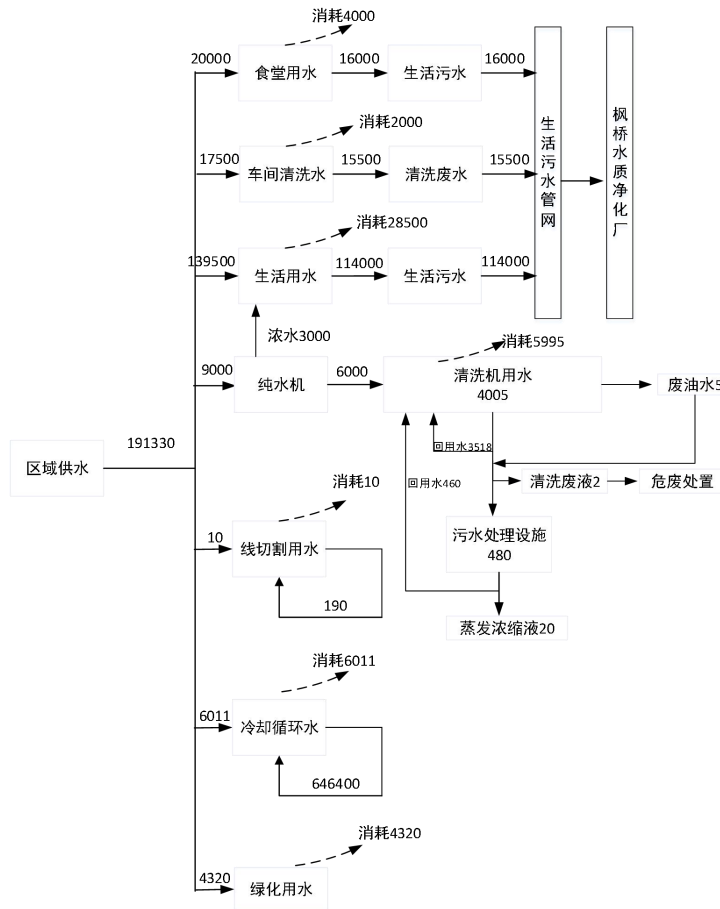 消耗4000
20000
食堂用水
16000
生活污水
16000
消耗2000
17500
车间清洗水
15500
清洗废水
15500
生活污水管网
枫桥水质净化厂
消耗28500
139500
生活用水
114000
生活污水
114000
浓水3000
消耗5995
9000
纯水机
6000
清洗机用水
4005
废油水5
191330
区域供水
回用水3518
回用水460
清洗废液2
危废处置
消耗10
10
线切割用水
190
污水处理设施
480
蒸发浓缩液20
消耗6011
6011
冷却循环水
646400
消耗4320
4320
绿化用水